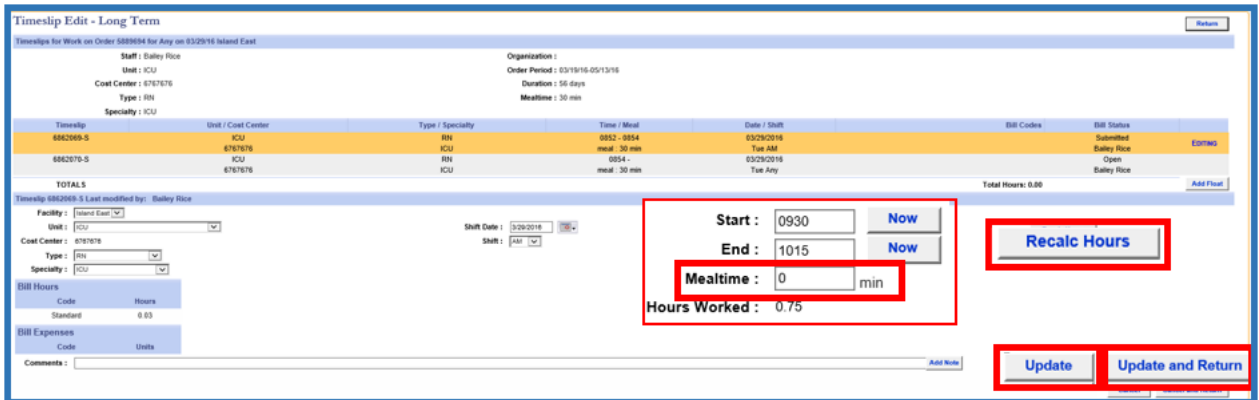 Timeslip Edit - Long Term
Return
Timeslips for Work on Order 5889694 for Any on 03/29/16 Island East
Staff : Bailey Rice Organization :
Unit : ICU Order Period : 03/19/16-05/13/16
Cost Center : 6767676 Duration : 56 days
Type : RN Mealtime : 30 min
Specialty : ICU
Timeslip Unit / Cost Center Type / Specialty Time / Meal Date / Shift Bill Codes Bill Status
6862069-S ICU RN 0852 - 0854 03/29/2016 Submitted
6767676 ICU meal : 30 min Tue AM Bailey Rice EDITING
6862070-S ICU RN 0854 - 03/29/2016 Open
6767676 ICU meal : 30 min Tue Any Bailey Rice
TOTALS Total Hours: 0.00 Add Float
Timeslip 6862069-S Last modified by: Bailey Rice
Facility : Island East
Unit : ICU Shift Date : 3/29/2016
Cost Center : 6767676 Shift : AM
Type : RN
Specialty : ICU
Start : 0930 Now
End : 1015 Now
Mealtime : 0 min
Hours Worked : 0.75
Recalc Hours
Bill Hours
Code Hours
Standard 0.03
Bill Expenses
Code Units
Comments : Add Note
Update Update and Return